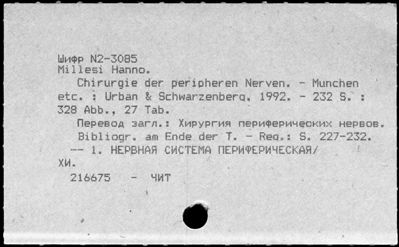 Шифр N2-3085
Millesi Hanno.
Chirurgie der peripheren Nerven. - Munchen
etc. : Urban & Schwarzenberg, 1992. - 232 S. :
328 Abb., 27 Tab.
Перевод загл.: Хирургия периферических нервов.
Bibliogr. am Ende der T. - Reg.: S. 227-232.
-- 1. НЕРВНАЯ СИСТЕМА ПЕРИФЕРИЧЕСКАЯ/
ХИ.
216675 - ЧИТ